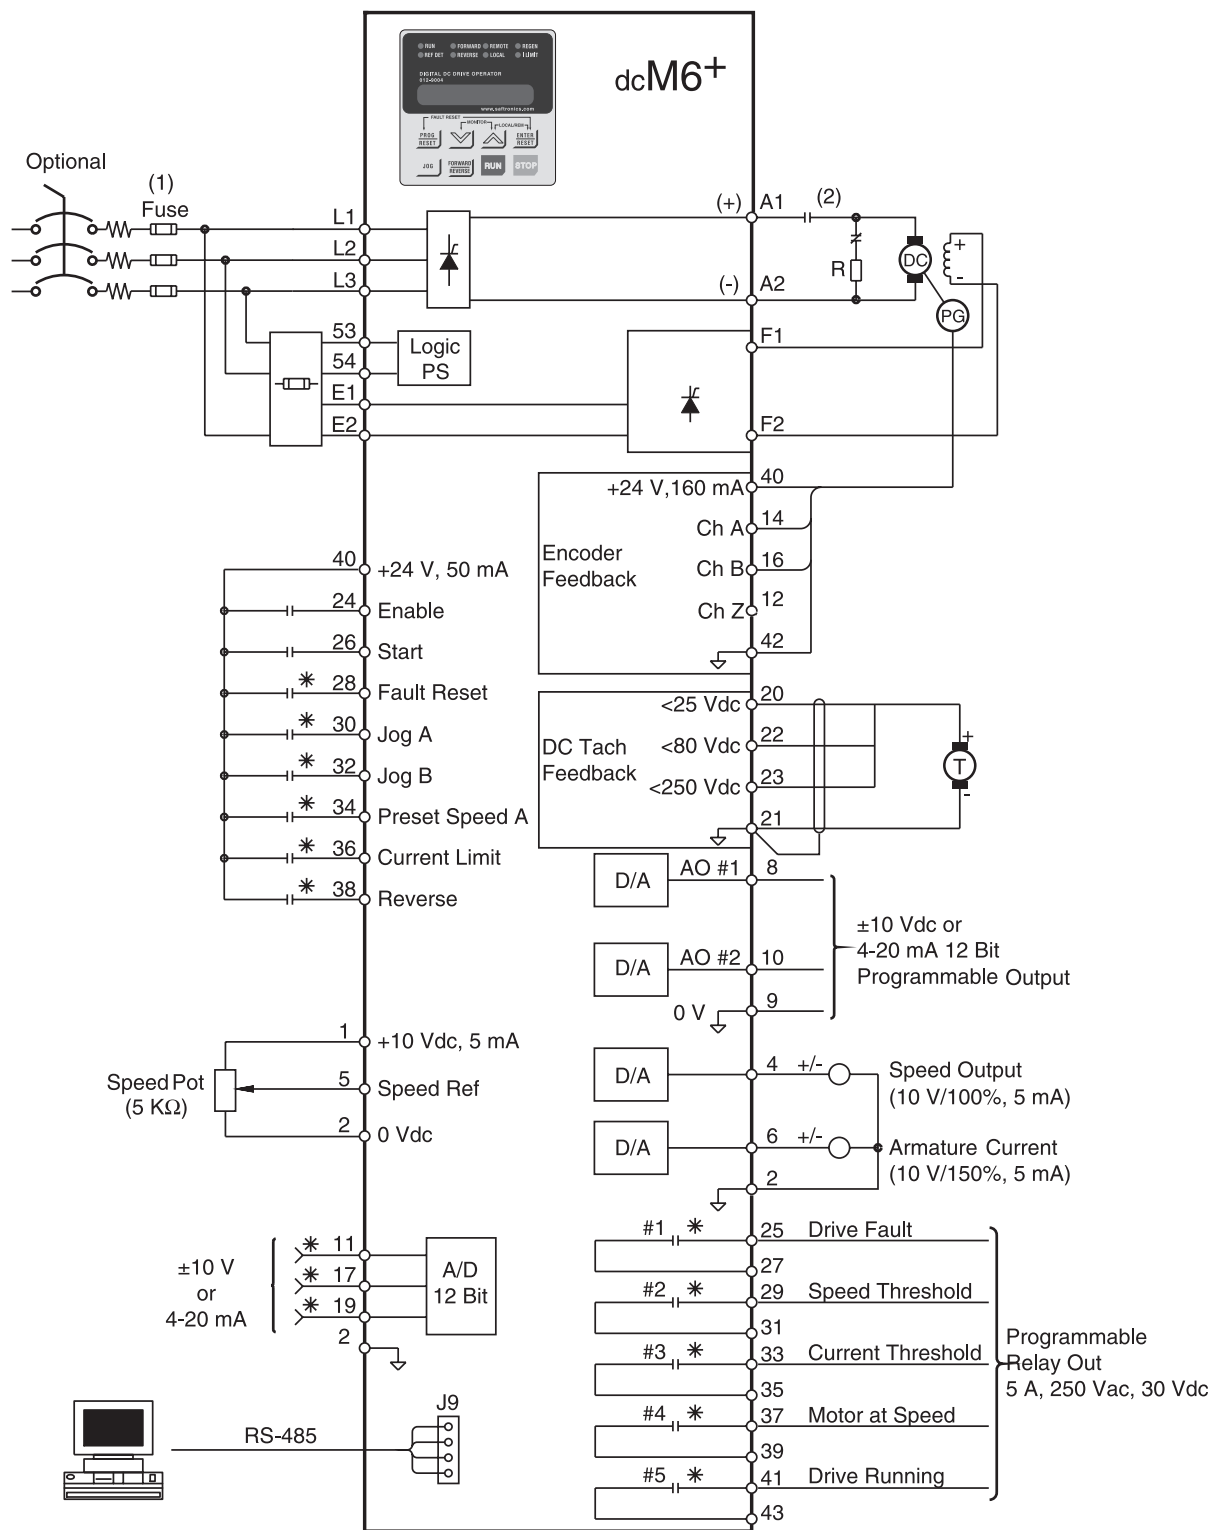 dcM6+
RUN FORWARD REMOTE REGEN
REF DET REVERSE LOCAL I LIMIT
DIGITAL DC DRIVE OPERATOR
012-9004
www.saftronics.com
FAULT RESET
MONITOR LOCAL/REM
PROG RESET
ENTER RESET
JOG
FORWARD REVERSE
RUN
STOP
Optional
(1)
Fuse
L1
L2
L3
53
54
E1
E2
Logic
PS
(+) A1 (2)
(-) A2
R
DC
+
-
PG
F1
F2
+24 V,160 mA 40
Ch A 14
Ch B 16
Ch Z 12
42
Encoder
Feedback
40 +24 V, 50 mA
24 Enable
26 Start
* 28 Fault Reset
* 30 Jog A
* 32 Jog B
* 34 Preset Speed A
* 36 Current Limit
* 38 Reverse
<25 Vdc 20
<80 Vdc 22
<250 Vdc 23
21
DC Tach
Feedback
+
T
-
D/A AO #1 8
D/A AO #2 10
0 V 9
±10 Vdc or
4-20 mA 12 Bit
Programmable Output
1 +10 Vdc, 5 mA
5 Speed Ref
2 0 Vdc
Speed Pot
(5 KΩ)
D/A 4 +/- Speed Output
(10 V/100%, 5 mA)
D/A 6 +/- Armature Current
(10 V/150%, 5 mA)
2
±10 V
or
4-20 mA
* 11
* 17
* 19
2
A/D
12 Bit
#1 * 25 Drive Fault
27
#2 * 29 Speed Threshold
31
#3 * 33 Current Threshold
35
#4 * 37 Motor at Speed
39
#5 * 41 Drive Running
43
Programmable
Relay Out
5 A, 250 Vac, 30 Vdc
RS-485
J9